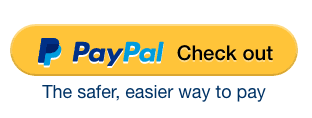 PayPal Check out
The safer, easier way to pay